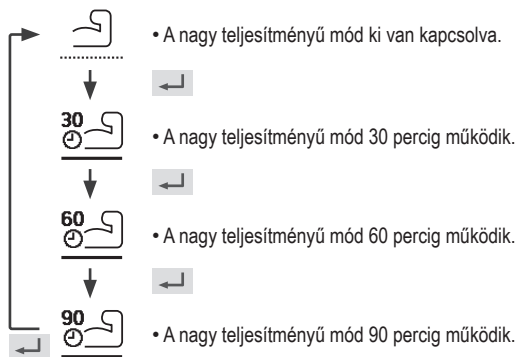 • A nagy teljesítményű mód ki van kapcsolva.
30
• A nagy teljesítményű mód 30 percig működik.
60
• A nagy teljesítményű mód 60 percig működik.
90
• A nagy teljesítményű mód 90 percig működik.